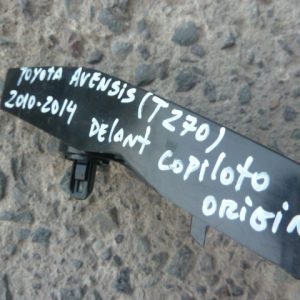 TOYOTA AVENSIS (T270)
2010-2014 DELANT COPILOTO
ORIGIN